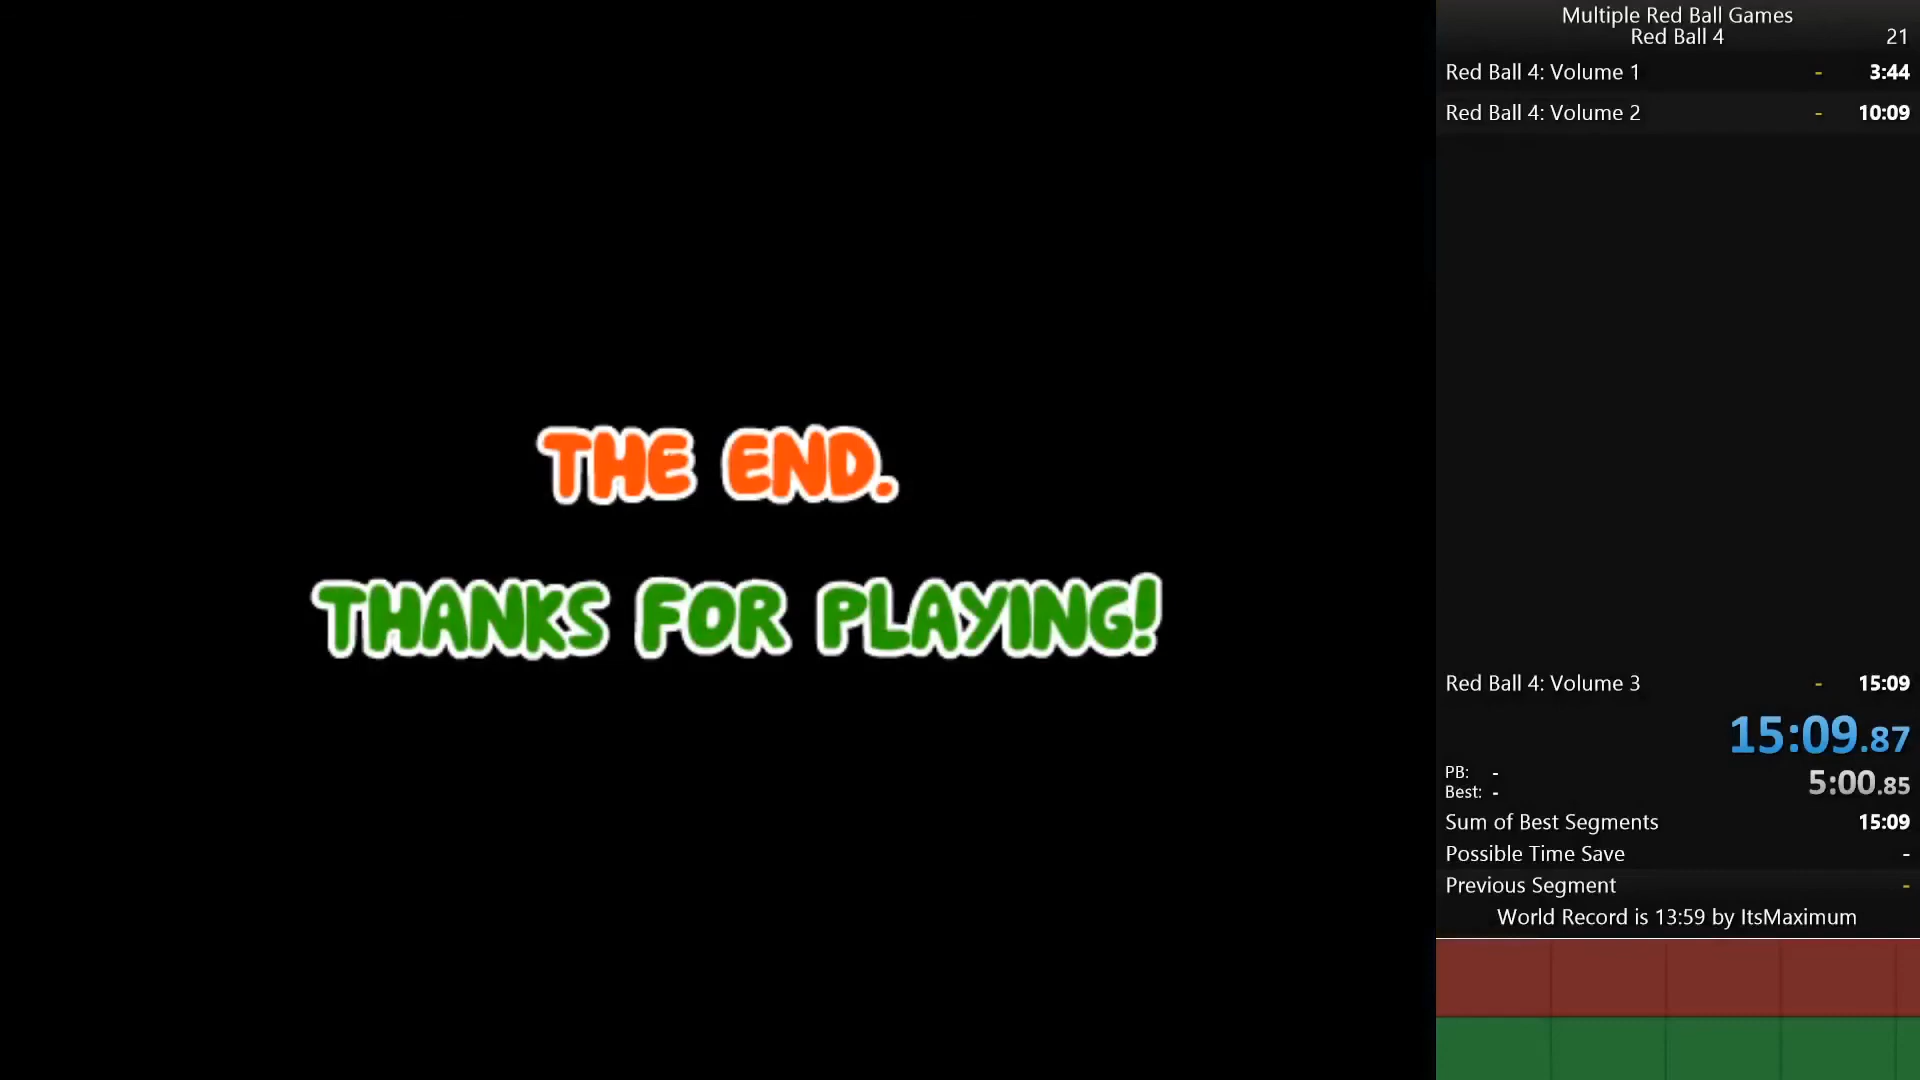 THE END.
THANKS FOR PLAYING!
Multiple Red Ball Games
Red Ball 4 21
Red Ball 4: Volume 1 - 3:44
Red Ball 4: Volume 2 - 10:09
Red Ball 4: Volume 3 - 15:09
15:09.87
PB: -
5:00.85
Best: -
Sum of Best Segments 15:09
Possible Time Save -
Previous Segment -
World Record is 13:59 by ItsMaximum